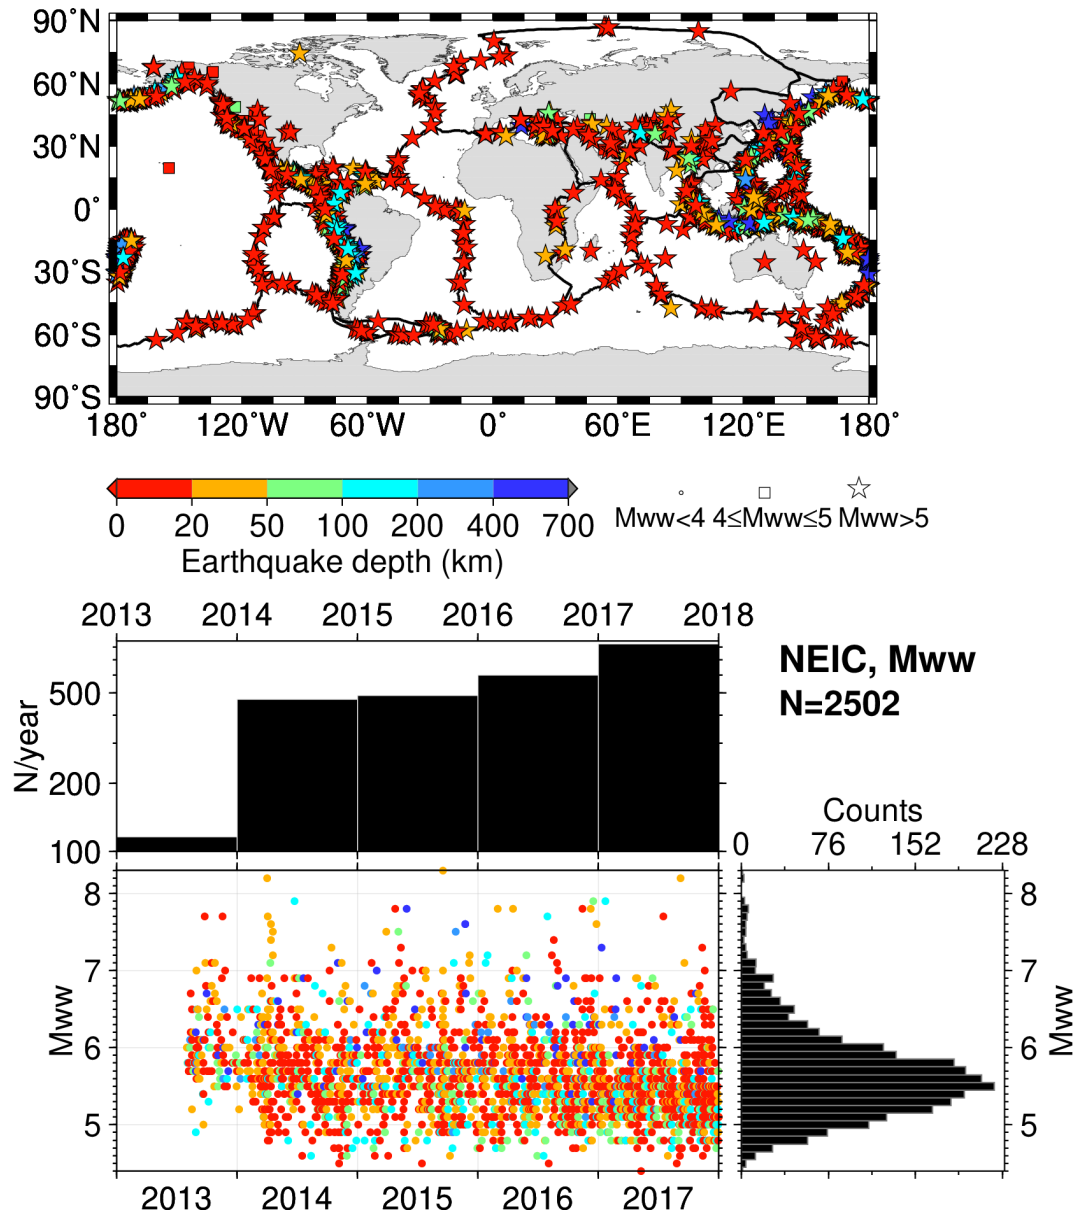 90˚N
60˚N
30˚N
0˚
30˚S
60˚S
90˚S
180˚ 120˚W 60˚W 0˚ 60˚E 120˚E 180˚
0 20 50 100 200 400 700
Earthquake depth (km)
Mww<4 4≤Mww≤5 Mww>5
2013 2014 2015 2016 2017 2018
NEIC, Mww
N=2502
N/year
500
200
100
Counts
0 76 152 228
Mww
8
7
6
5
8
7
6
5
Mww
2013 2014 2015 2016 2017